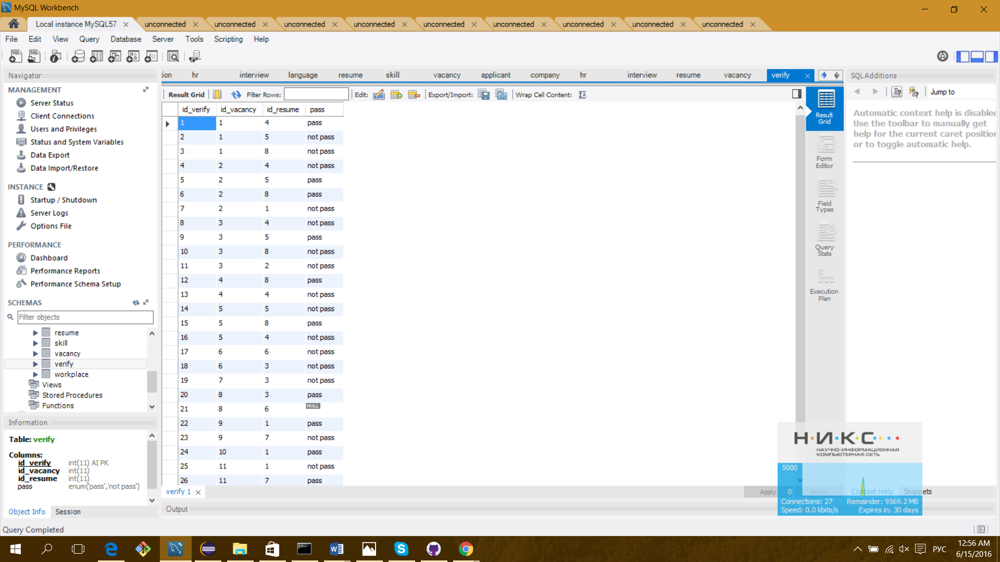 MySQL Workbench
Local instance MySQL57 unconnected unconnected unconnected unconnected unconnected unconnected unconnected unconnected unconnected
File Edit View Query Database Server Tools Scripting Help
Navigator
MANAGEMENT
Server Status
Client Connections
Users and Privileges
Status and System Variables
Data Export
Data Import/Restore
INSTANCE
Startup / Shutdown
Server Logs
Options File
PERFORMANCE
Dashboard
Performance Reports
Performance Schema Setup
SCHEMAS
Filter objects
resume
skill
vacancy
verify
workplace
Views
Stored Procedures
Functions
Information
Table: verify
Columns:
id_verify int(11) AI PK
id_vacancy int(11)
id_resume int(11)
pass enum('pass','not pass')
Object Info Session
Query Completed
tion hr interview language resume skill vacancy applicant company hr interview resume vacancy verify
Result Grid Filter Rows: Edit: Export/Import: Wrap Cell Content:
id_verify id_vacancy id_resume pass
1 1 4 pass
2 1 5 not pass
3 1 8 not pass
4 2 4 not pass
5 2 5 pass
6 2 8 pass
7 2 1 not pass
8 3 4 not pass
9 3 5 pass
10 3 8 not pass
11 3 2 not pass
12 4 8 pass
13 4 4 not pass
14 5 5 not pass
15 5 8 pass
16 5 4 not pass
17 6 6 not pass
18 6 3 not pass
19 7 3 not pass
20 8 3 pass
21 8 6 NULL
22 9 1 pass
23 9 7 not pass
24 10 1 pass
25 11 1 not pass
26 11 7 pass
verify 1
Apply Revert
Output
Result Grid
Form Editor
Field Types
Query Stats
Execution Plan
SQLAdditions
Jump to
Automatic context help is disabled
Use the toolbar to manually get
help for the current caret position
or to toggle automatic help.
Context Help Snippets
Н·И·К·С
НАУЧНО-ИНФОРМАЦИОННАЯ
КОМПЬЮТЕРНАЯ СЕТЬ
5000
0
Connections: 27 Remainder: 9569.2 MB
Speed: 0.0 kbits/s Expires in: 30 days
РУС
12:56 AM
6/15/2016